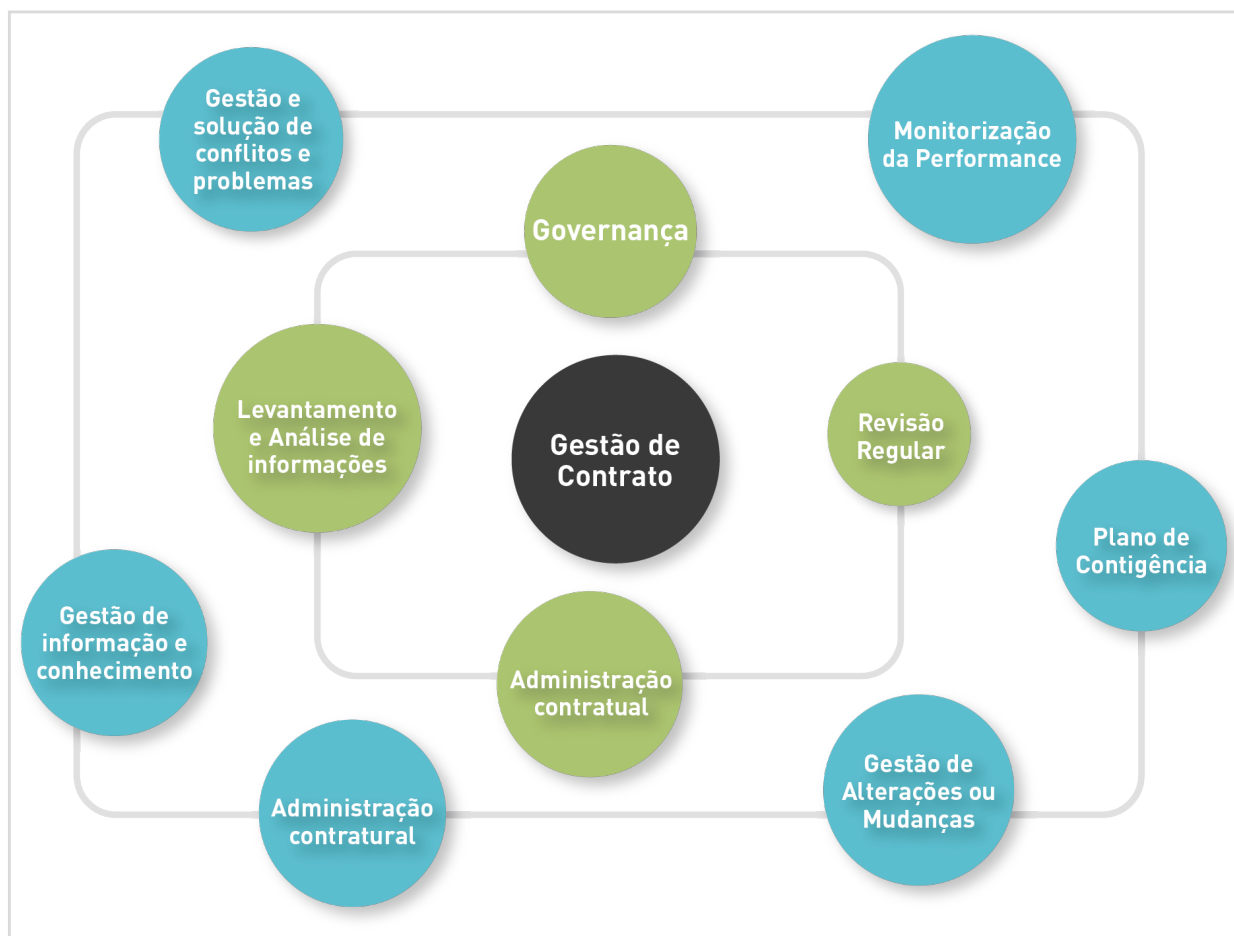 Gestão e
solução de
conflitos e
problemas
Monitorização
da Performance
Governança
Levantamento
e Análise de
informações
Gestão de
Contrato
Revisão
Regular
Plano de
Contigência
Gestão de
informação e
conhecimento
Administração
contratual
Gestão de
Alterações ou
Mudanças
Administração
contratural